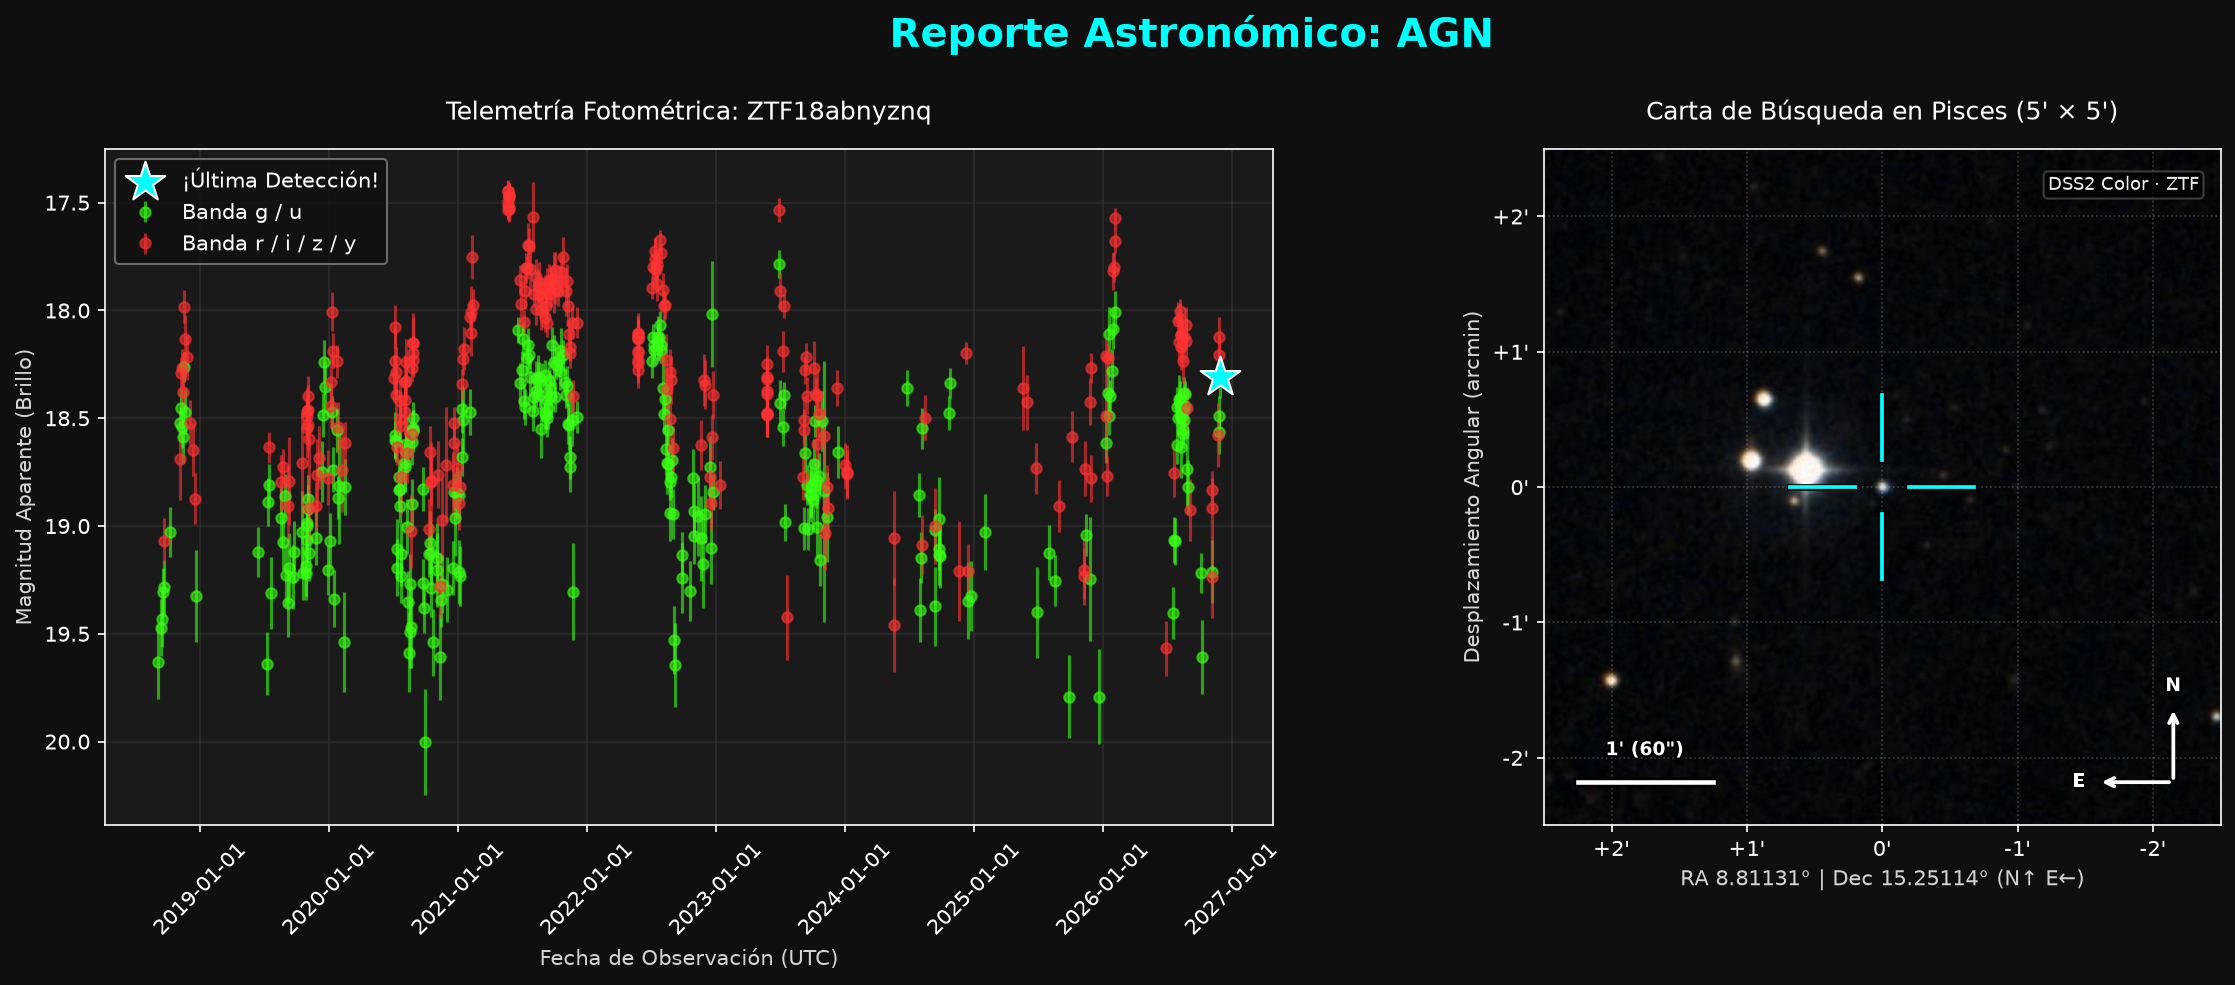 Reporte Astronómico: AGN
Telemetría Fotométrica: ZTF18abnyznq
¡Última Detección!
Banda g / u
Banda r / i / z / y
Magnitud Aparente (Brillo)
17.5
18.0
18.5
19.0
19.5
20.0
2019-01-01
2020-01-01
2021-01-01
2022-01-01
2023-01-01
2024-01-01
2025-01-01
2026-01-01
2027-01-01
Fecha de Observación (UTC)
Carta de Búsqueda en Pisces (5' × 5')
DSS2 Color · ZTF
Desplazamiento Angular (arcmin)
+2'
+1'
0'
-1'
-2'
N
E
1' (60")
+2'
+1'
0'
-1'
-2'
RA 8.81131° | Dec 15.25114° (N↑ E←)